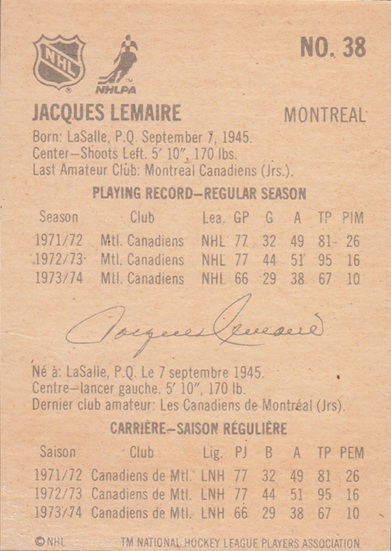 NHL
NHLPA
NO. 38
JACQUES LEMAIRE MONTREAL
Born: LaSalle, P.Q. September 7, 1945.
Center—Shoots Left. 5' 10", 170 lbs.
Last Amateur Club: Montreal Canadiens (Jrs.).
PLAYING RECORD—REGULAR SEASON
Season Club Lea. GP G A TP PIM
1971/72 Mtl. Canadiens NHL 77 32 49 81 26
1972/73 Mtl. Canadiens NHL 77 44 51 95 16
1973/74 Mtl. Canadiens NHL 66 29 38 67 10
Jacques Lemaire
Né à: LaSalle, P.Q. Le 7 septembre 1945.
Centre—lancer gauche. 5' 10", 170 lb.
Dernier club amateur: Les Canadiens de Montréal (Jrs).
CARRIÈRE—SAISON RÉGULIÈRE
Saison Club Lig. PJ B A TP PEM
1971/72 Canadiens de Mtl. LNH 77 32 49 81 26
1972/73 Canadiens de Mtl. LNH 77 44 51 95 16
1973/74 Canadiens de Mtl. LNH 66 29 38 67 10
© NHL TM NATIONAL HOCKEY LEAGUE PLAYERS ASSOCIATION